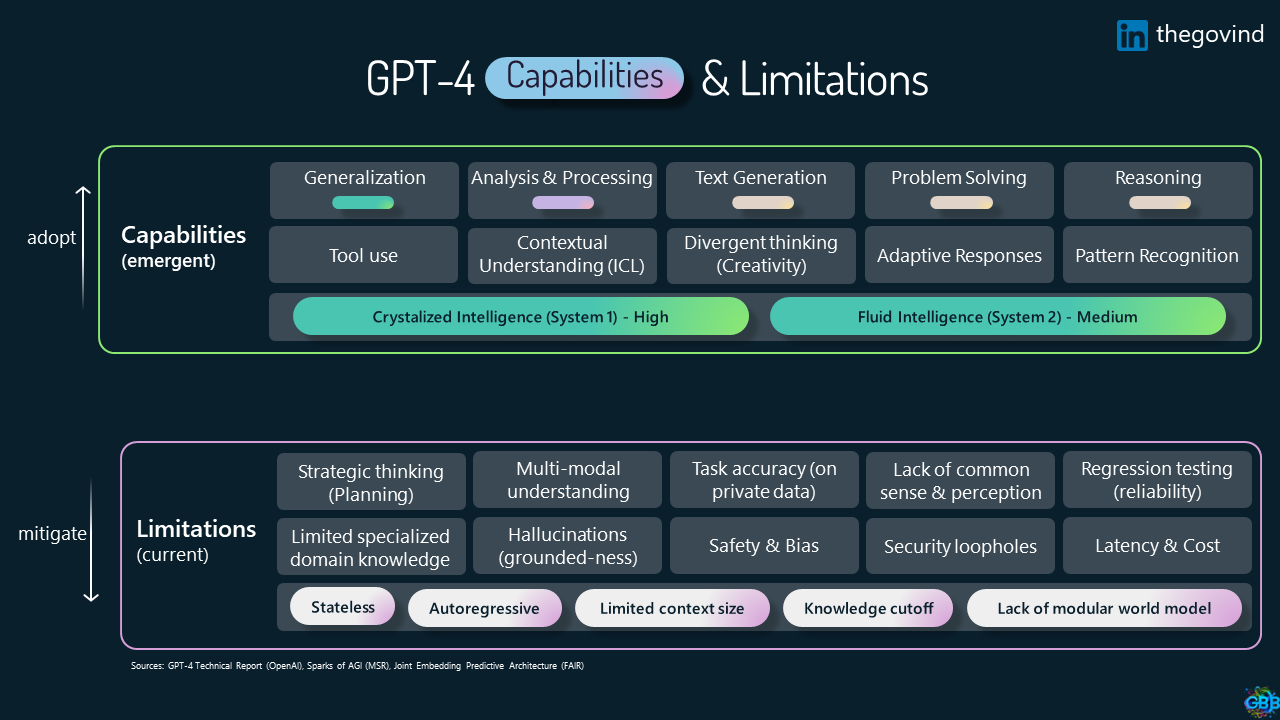 thegovind
GPT-4 Capabilities & Limitations
adopt
Capabilities
(emergent)
Generalization
Analysis & Processing
Text Generation
Problem Solving
Reasoning
Tool use
Contextual
Understanding (ICL)
Divergent thinking
(Creativity)
Adaptive Responses
Pattern Recognition
Crystalized Intelligence (System 1) - High
Fluid Intelligence (System 2) - Medium
mitigate
Limitations
(current)
Strategic thinking
(Planning)
Multi-modal
understanding
Task accuracy (on
private data)
Lack of common
sense & perception
Regression testing
(reliability)
Limited specialized
domain knowledge
Hallucinations
(grounded-ness)
Safety & Bias
Security loopholes
Latency & Cost
Stateless
Autoregressive
Limited context size
Knowledge cutoff
Lack of modular world model
Sources: GPT-4 Technical Report (OpenAI), Sparks of AGI (MSR), Joint Embedding Predictive Architecture (FAIR)
GBB